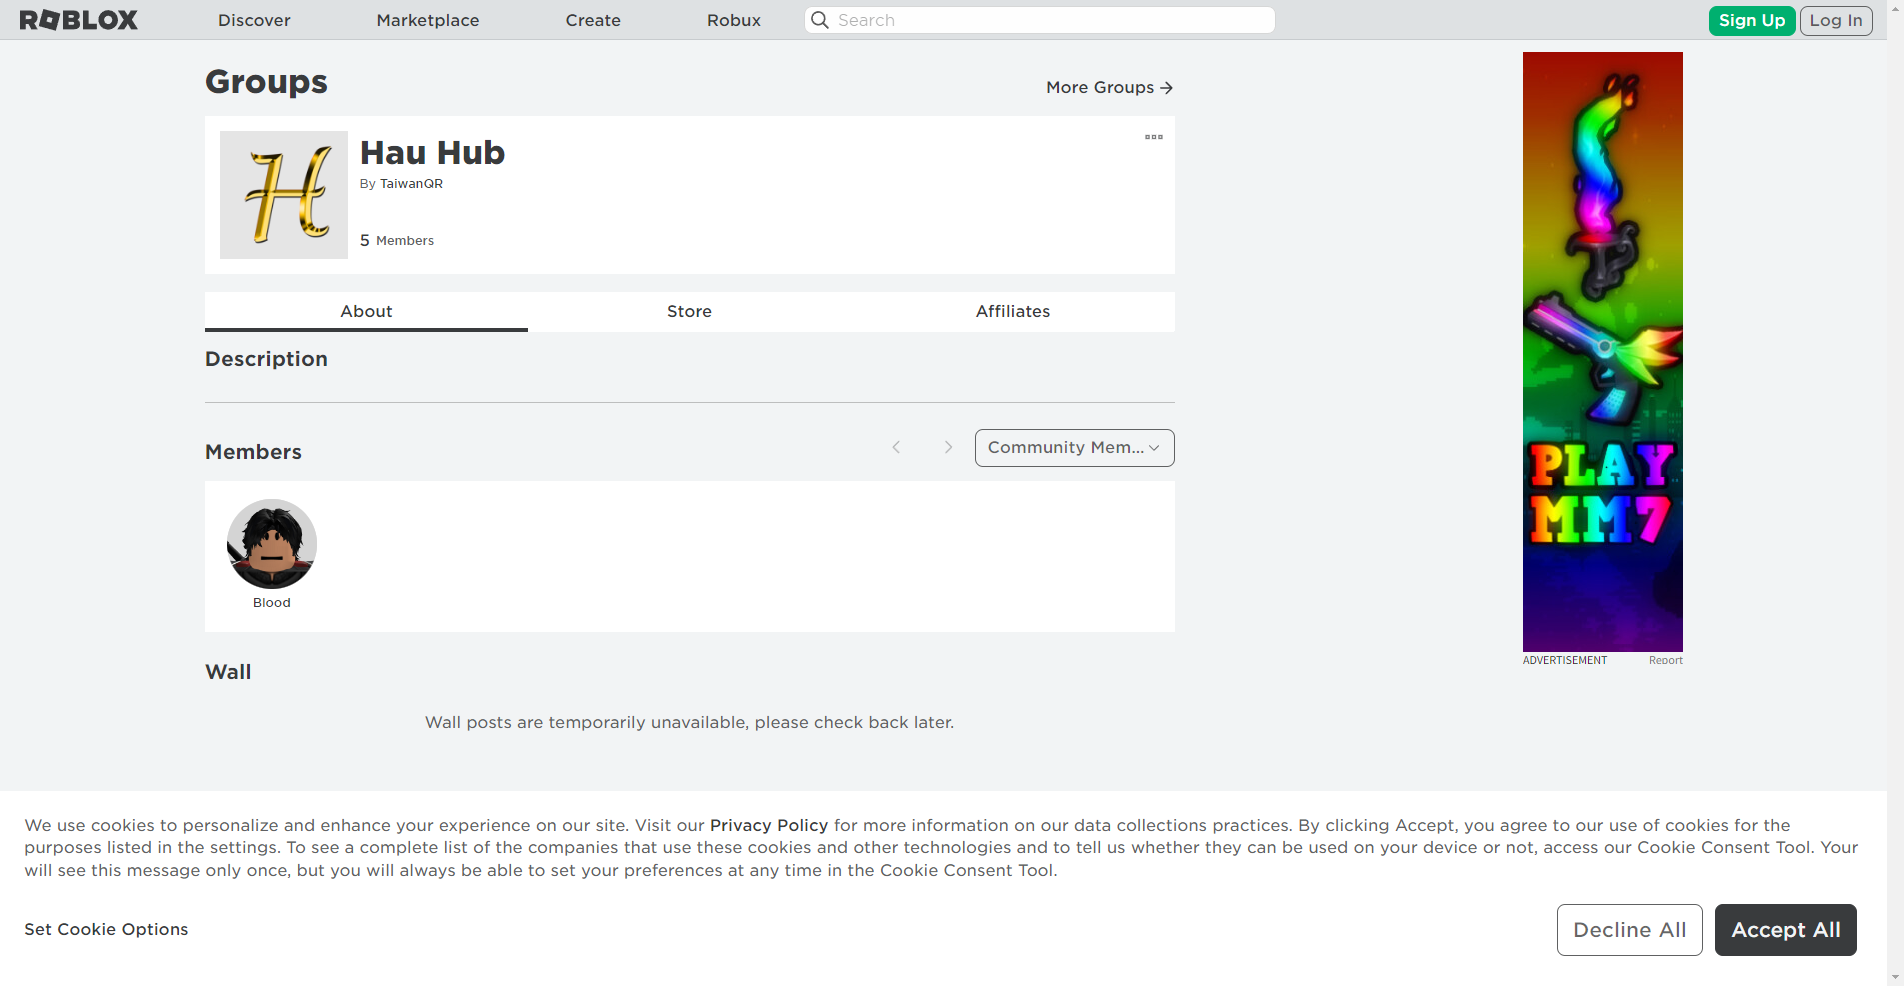 ROBLOX Discover Marketplace Create Robux Search Sign Up Log In
Groups
More Groups
H
Hau Hub
By TaiwanQR
5 Members
About Store Affiliates
Description
Members
Community Mem...
Blood
Wall
Wall posts are temporarily unavailable, please check back later.
PLAY
MM7
ADVERTISEMENT Report
We use cookies to personalize and enhance your experience on our site. Visit our Privacy Policy for more information on our data collections practices. By clicking Accept, you agree to our use of cookies for the
purposes listed in the settings. To see a complete list of the companies that use these cookies and other technologies and to tell us whether they can be used on your device or not, access our Cookie Consent Tool. Your
will see this message only once, but you will always be able to set your preferences at any time in the Cookie Consent Tool.
Set Cookie Options
Decline All
Accept All